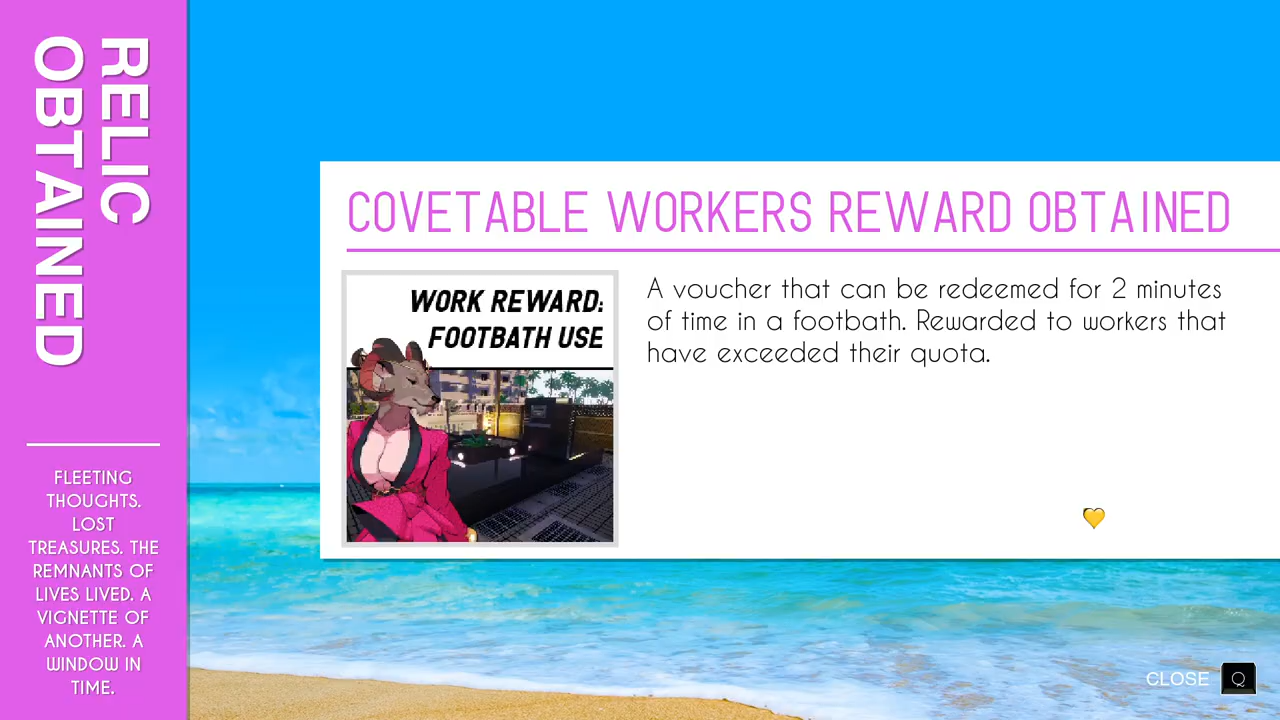 RELIC
OBTAINED
FLEETING
THOUGHTS.
LOST
TREASURES. THE
REMNANTS OF
LIVES LIVED. A
VIGNETTE OF
ANOTHER. A
WINDOW IN
TIME.
COVETABLE WORKERS REWARD OBTAINED
WORK REWARD:
FOOTBATH USE
A voucher that can be redeemed for 2 minutes
of time in a footbath. Rewarded to workers that
have exceeded their quota.
CLOSE Q